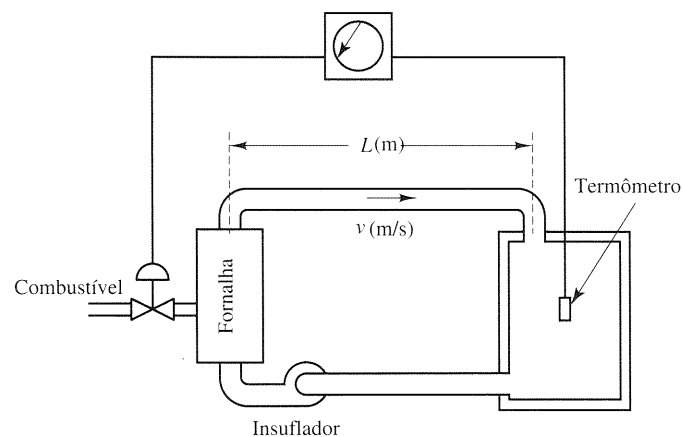 L(m)
Termômetro
v(m/s)
Combustível
Fornalha
Insuflador